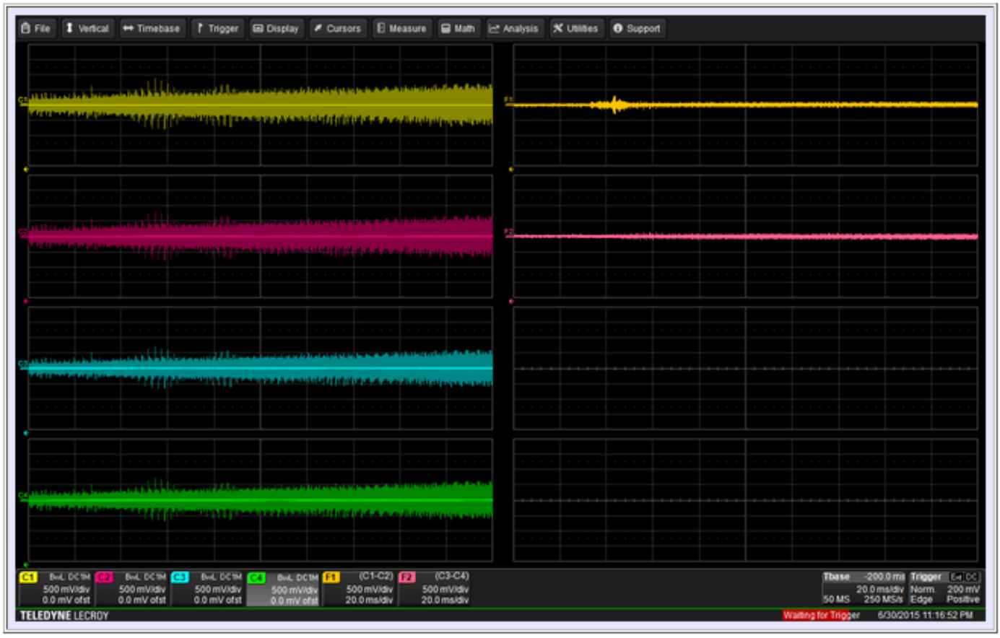 File Vertical Timebase Trigger Display Cursors Measure Math Analysis Utilities Support
C1 F1
C2 F2
C3
C4
C1 BwL DC1M C2 BwL DC1M C3 BwL DC1M C4 BwL DC1M F1 (C1-C2) F2 (C3-C4) Tbase -200.0 ms Trigger Ext DC
500 mV/div 500 mV/div 500 mV/div 500 mV/div 500 mV/div 500 mV/div 20.0 ms/div Norm. 200 mV
0.0 mV ofst 0.0 mV ofst 0.0 mV ofst 0.0 mV ofst 20.0 ms/div 20.0 ms/div 50 MS 250 MS/s Edge Positive
TELEDYNE LECROY Waiting for Trigger 6/30/2015 11:16:52 PM